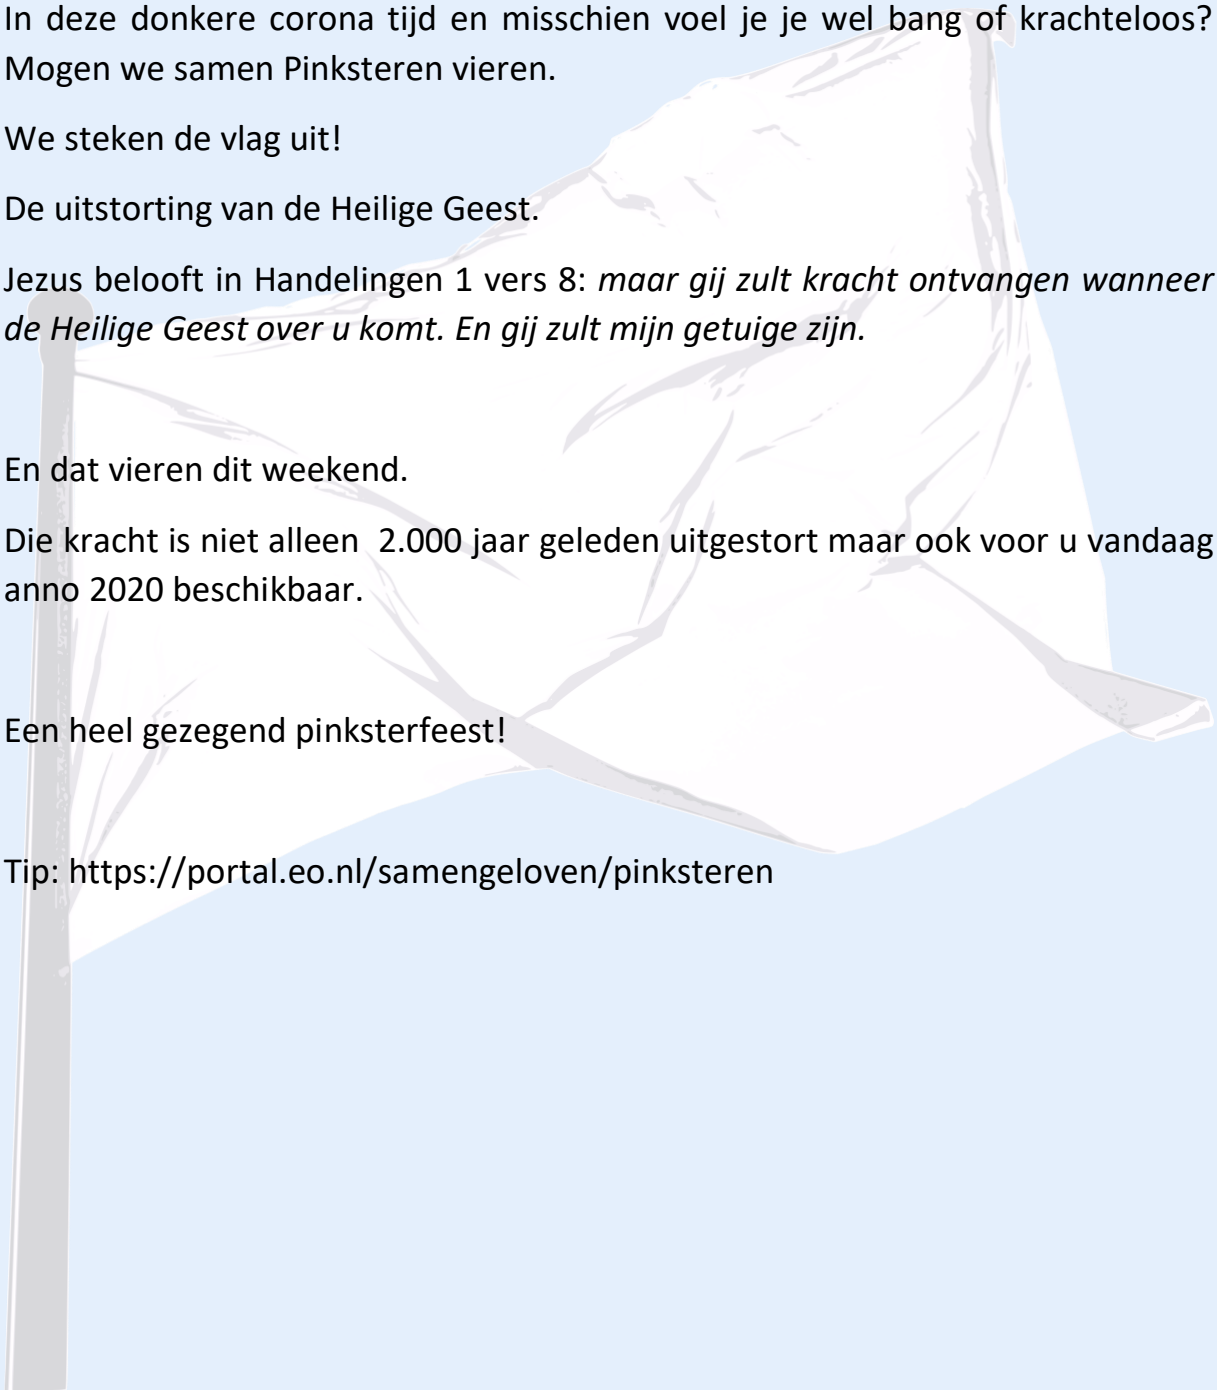 In deze donkere corona tijd en misschien voel je je wel bang of krachteloos?
Mogen we samen Pinksteren vieren.
We steken de vlag uit!
De uitstorting van de Heilige Geest.
Jezus belooft in Handelingen 1 vers 8: maar gij zult kracht ontvangen wanneer
de Heilige Geest over u komt. En gij zult mijn getuige zijn.
En dat vieren dit weekend.
Die kracht is niet alleen  2.000 jaar geleden uitgestort maar ook voor u vandaag
anno 2020 beschikbaar.
Een heel gezegend pinksterfeest!
Tip: https://portal.eo.nl/samengeloven/pinksteren